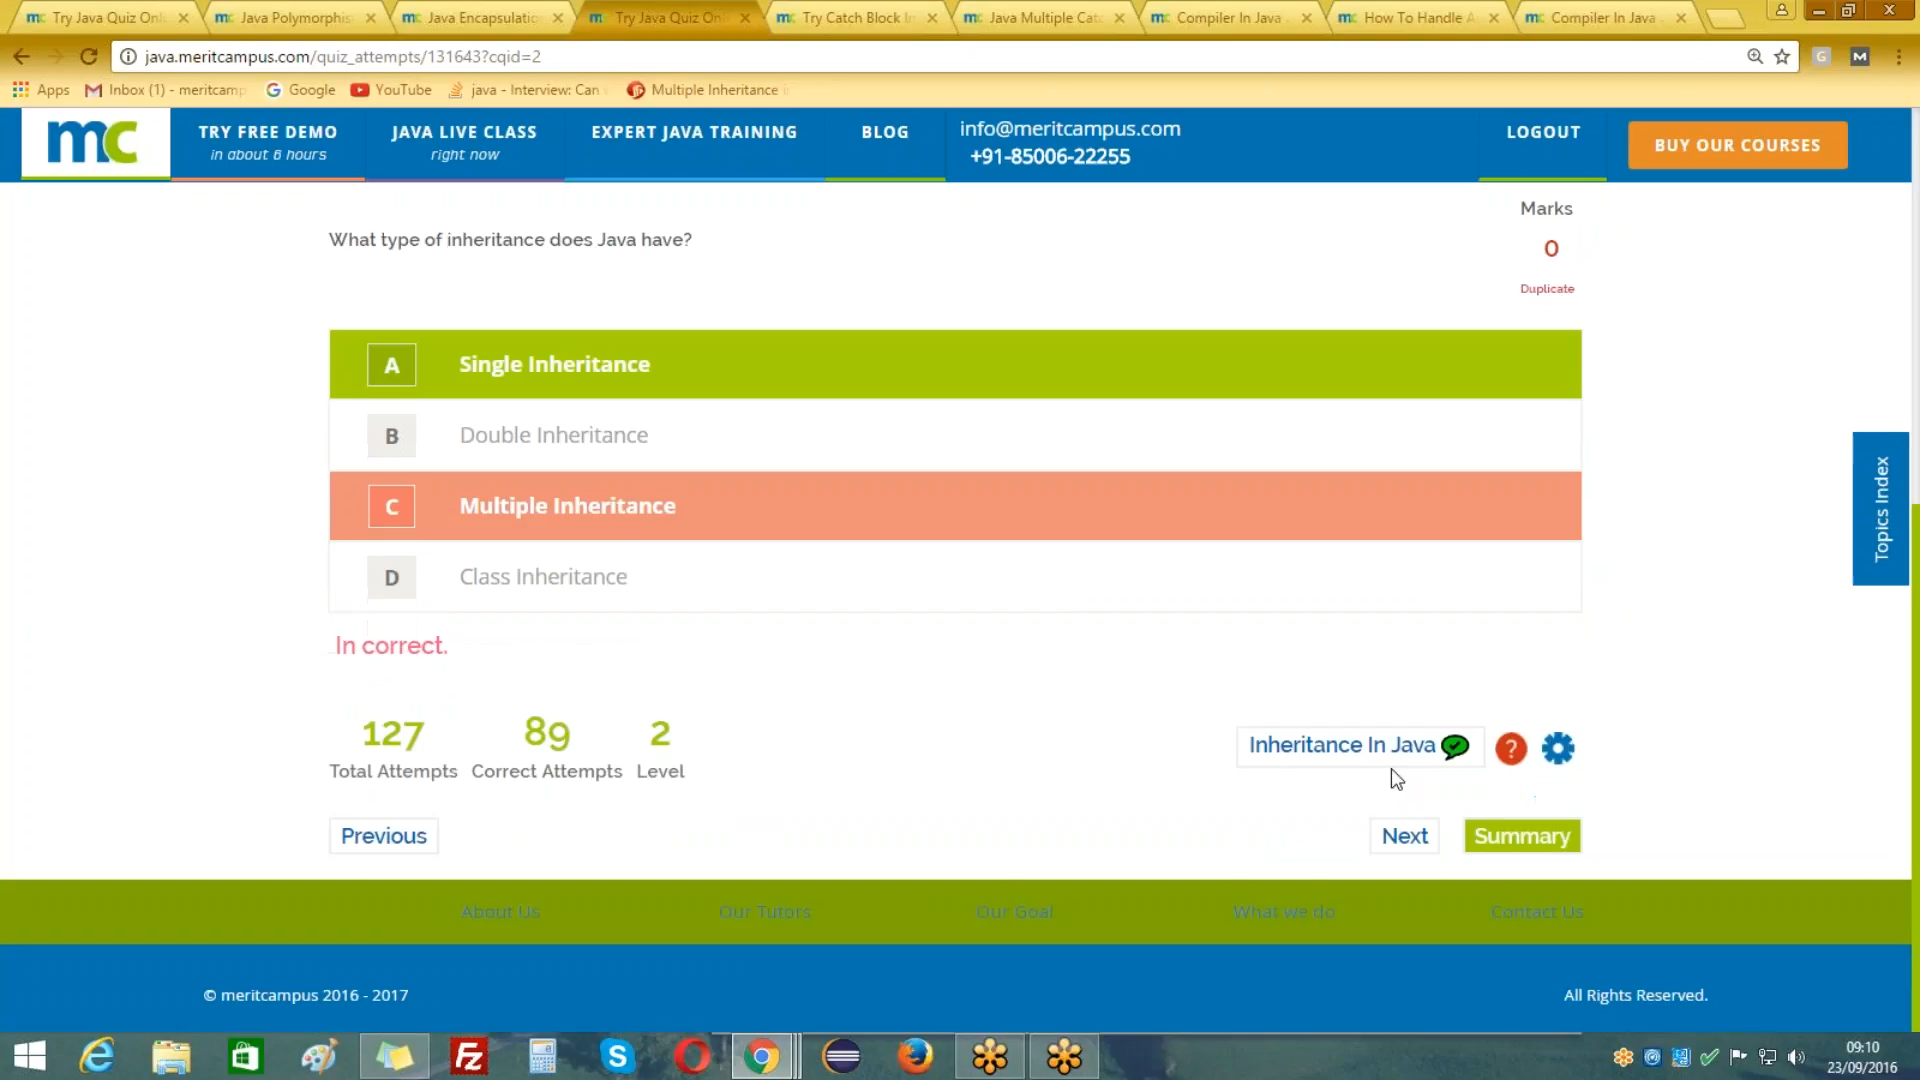 Try Java Quiz Onl
Java Polymorphis
Java Encapsulatio
Try Java Quiz Onl
Try Catch Block In
Java Multiple Catc
Compiler In Java
How To Handle A
Compiler In Java
java.meritcampus.com/quiz_attempts/131643?cqid=2
Apps
Inbox (1) - meritcamp
Google
YouTube
java - Interview: Can
Multiple Inheritance i
mc
TRY FREE DEMO
in about 6 hours
JAVA LIVE CLASS
right now
EXPERT JAVA TRAINING
BLOG
info@meritcampus.com
+91-85006-22255
LOGOUT
BUY OUR COURSES
What type of inheritance does Java have?
Marks
0
Duplicate
A Single Inheritance
B Double Inheritance
C Multiple Inheritance
D Class Inheritance
Topics Index
In correct.
127
Total Attempts
89
Correct Attempts
2
Level
Inheritance In Java
?
Previous
Next
Summary
About Us
Our Tutors
Our Goal
What we do
Contact Us
© meritcampus 2016 - 2017
All Rights Reserved.
09:10
23/09/2016